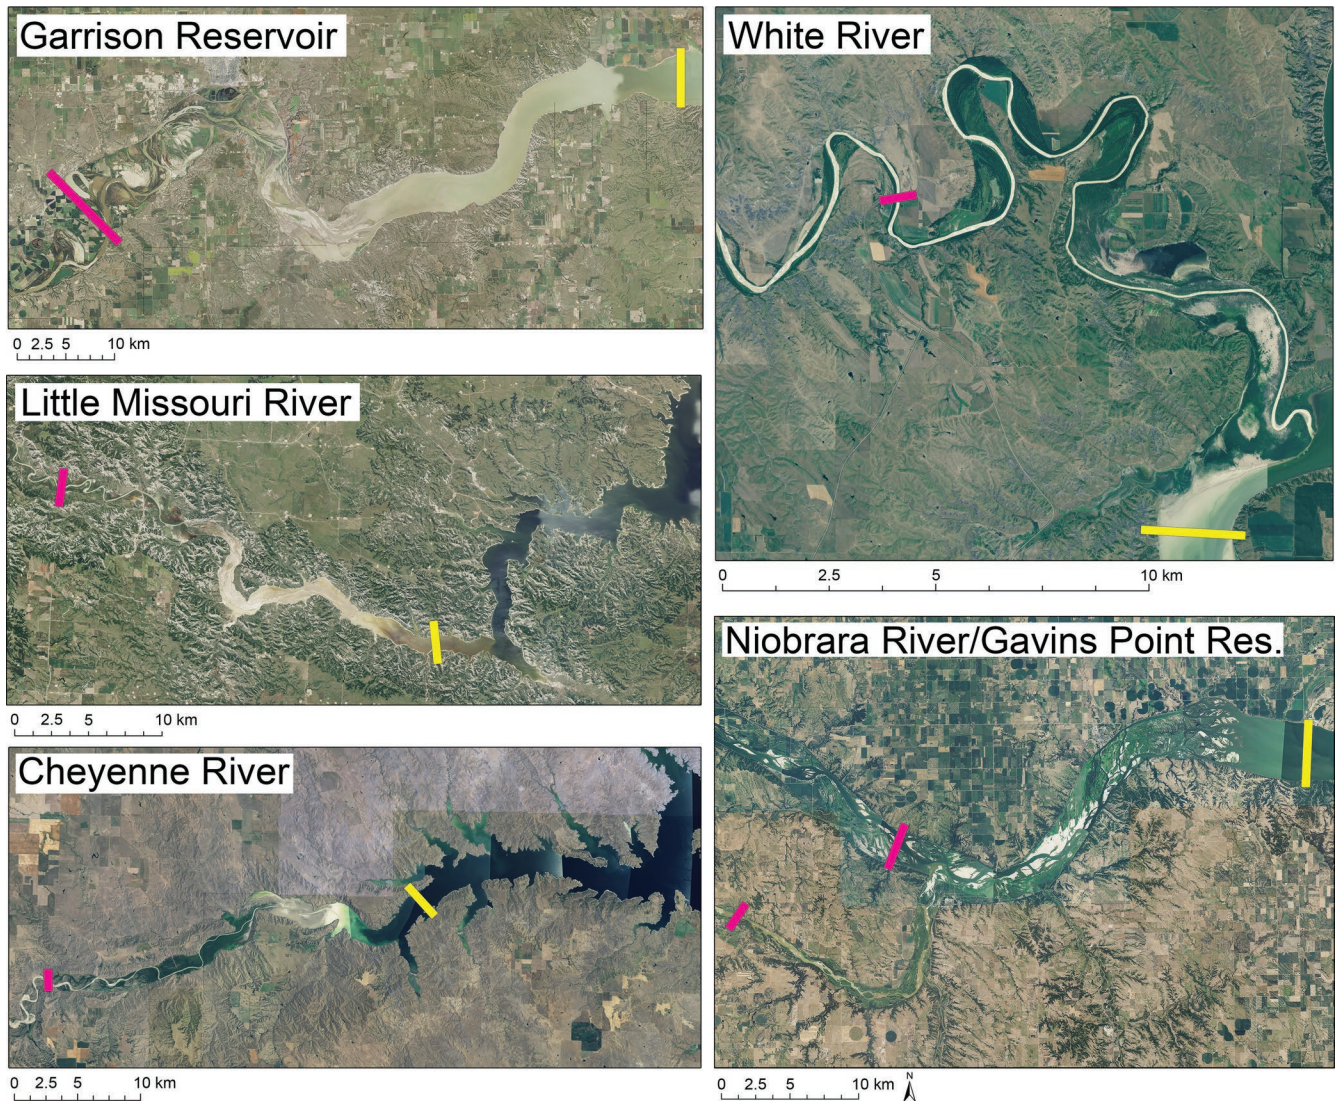 Garrison Reservoir
0 2.5 5 10 km
Little Missouri River
0 2.5 5 10 km
Cheyenne River
0 2.5 5 10 km
White River
0 2.5 5 10 km
Niobrara River/Gavins Point Res.
0 2.5 5 10 km
N